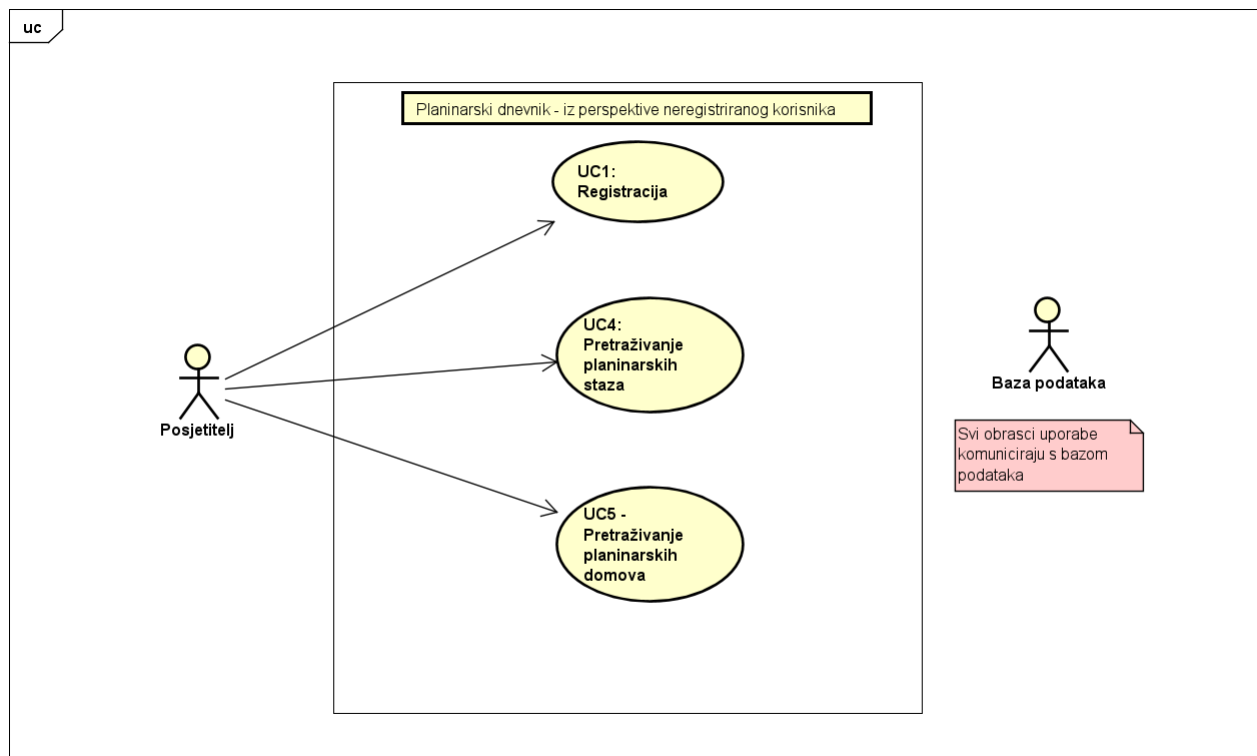 uc
Planinarski dnevnik - iz perspektive neregistriranog korisnika
UC1:
Registracija
UC4:
Pretraživanje
planinarskih
staza
Posjetitelj
Baza podataka
Svi obrasci uporabe
komuniciraju s bazom
podataka
UC5 -
Pretraživanje
planinarskih
domova